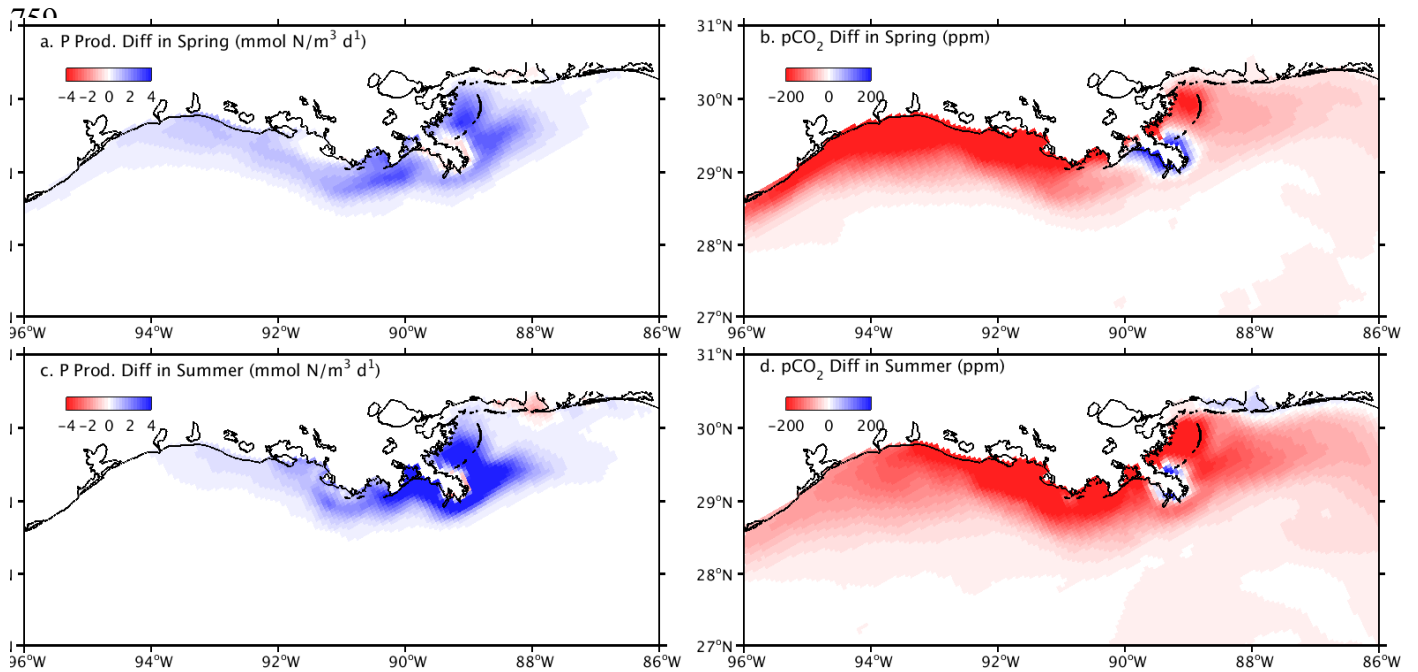 759
a. P Prod. Diff in Spring (mmol N/m³ d¹)
−4 −2 0 2 4
96°W 94°W 92°W 90°W 88°W 86°W
b. pCO₂ Diff in Spring (ppm)
−200 0 200
31°N
30°N
29°N
28°N
27°N
96°W 94°W 92°W 90°W 88°W 86°W
c. P Prod. Diff in Summer (mmol N/m³ d¹)
−4 −2 0 2 4
96°W 94°W 92°W 90°W 88°W 86°W
d. pCO₂ Diff in Summer (ppm)
−200 0 200
31°N
30°N
29°N
28°N
27°N
96°W 94°W 92°W 90°W 88°W 86°W